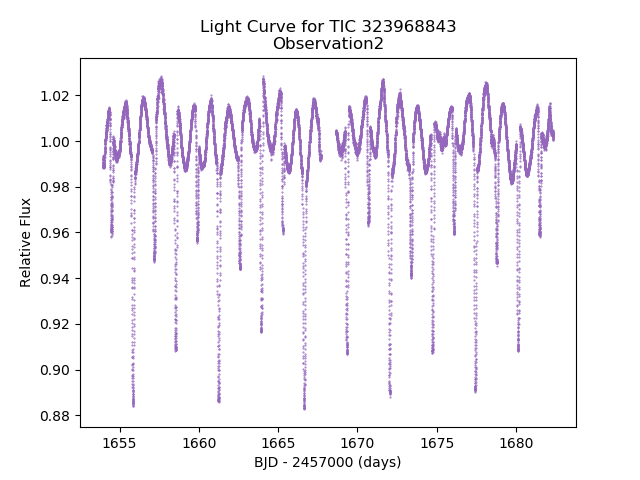 Light Curve for TIC 323968843
Observation2
Relative Flux
1.02
1.00
0.98
0.96
0.94
0.92
0.90
0.88
1655 1660 1665 1670 1675 1680
BJD - 2457000 (days)